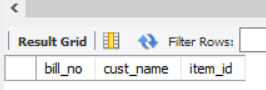 Result Grid Filter Rows:
bill_no cust_name item_id